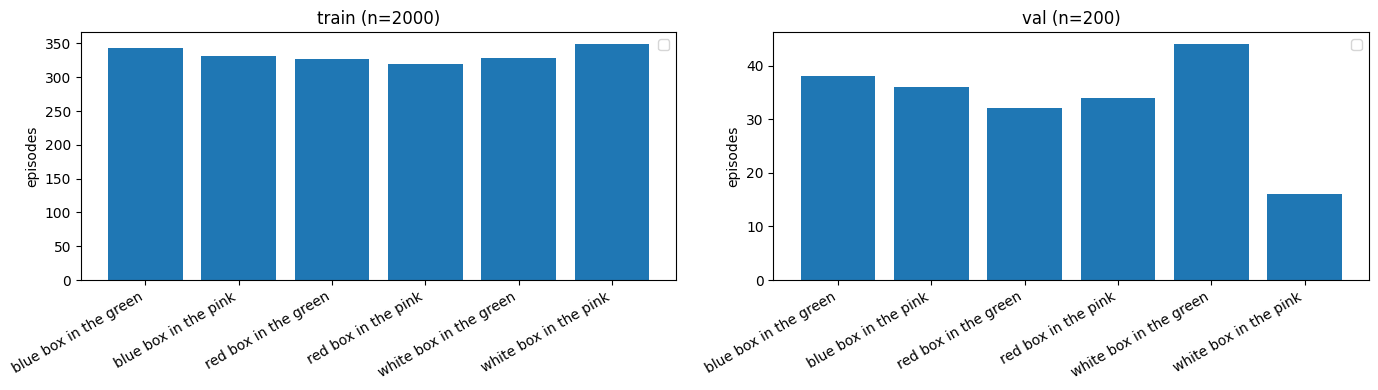 train (n=2000)
episodes
350
300
250
200
150
100
50
0
blue box in the green
blue box in the pink
red box in the green
red box in the pink
white box in the green
white box in the pink
val (n=200)
episodes
40
30
20
10
0
blue box in the green
blue box in the pink
red box in the green
red box in the pink
white box in the green
white box in the pink